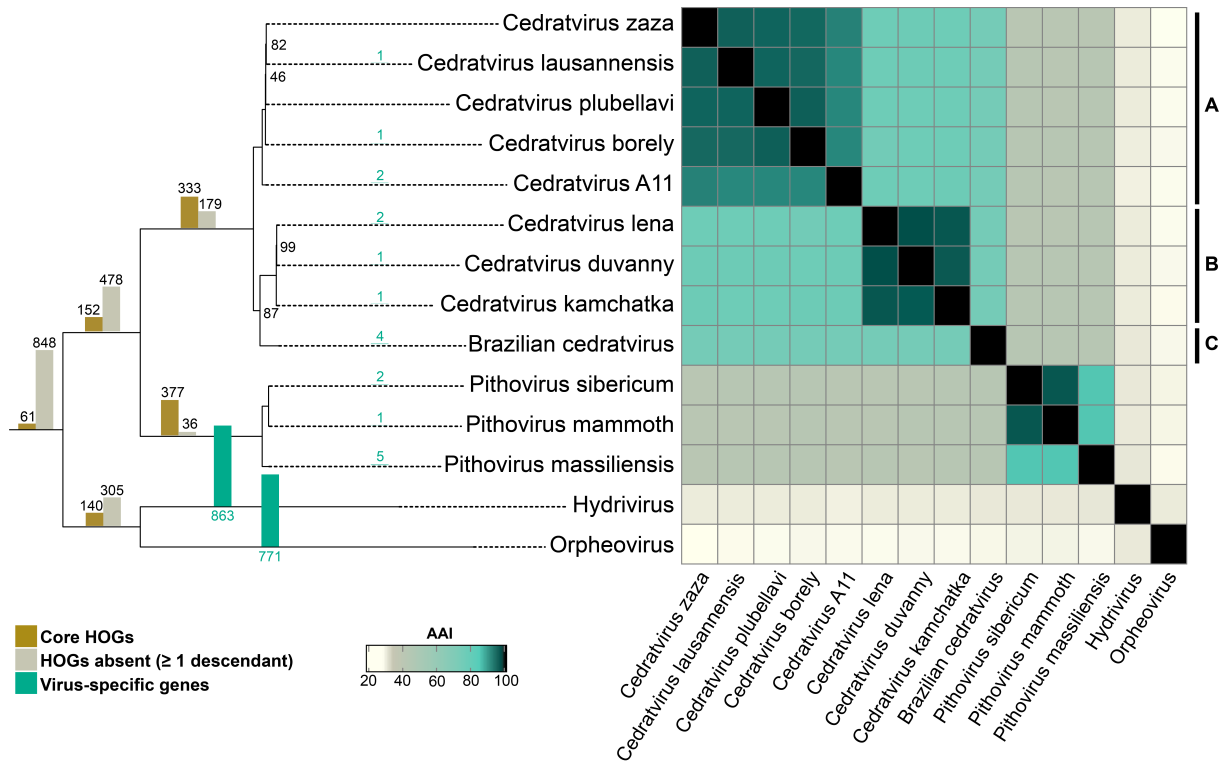 Cedratvirus zaza
82
1
Cedratvirus lausannensis
46
Cedratvirus plubellavi
A
1
Cedratvirus borely
2
Cedratvirus A11
333
179
2
Cedratvirus lena
99
1
Cedratvirus duvanny
B
478
1
Cedratvirus kamchatka
152
87
848
4
Brazilian cedratvirus
C
2
Pithovirus sibericum
377
61
36
1
Pithovirus mammoth
5
Pithovirus massiliensis
305
140
863
Hydrivirus
771
Orpheovirus
Cedratvirus zaza
Cedratvirus lausannensis
Cedratvirus plubellavi
Cedratvirus borely
Cedratvirus A11
Cedratvirus lena
Cedratvirus duvanny
Cedratvirus kamchatka
Brazilian cedratvirus
Pithovirus sibericum
Pithovirus mammoth
Pithovirus massiliensis
Hydrivirus
Orpheovirus
Core HOGs
HOGs absent (≥ 1 descendant)
Virus-specific genes
AAI
20 40 60 80 100